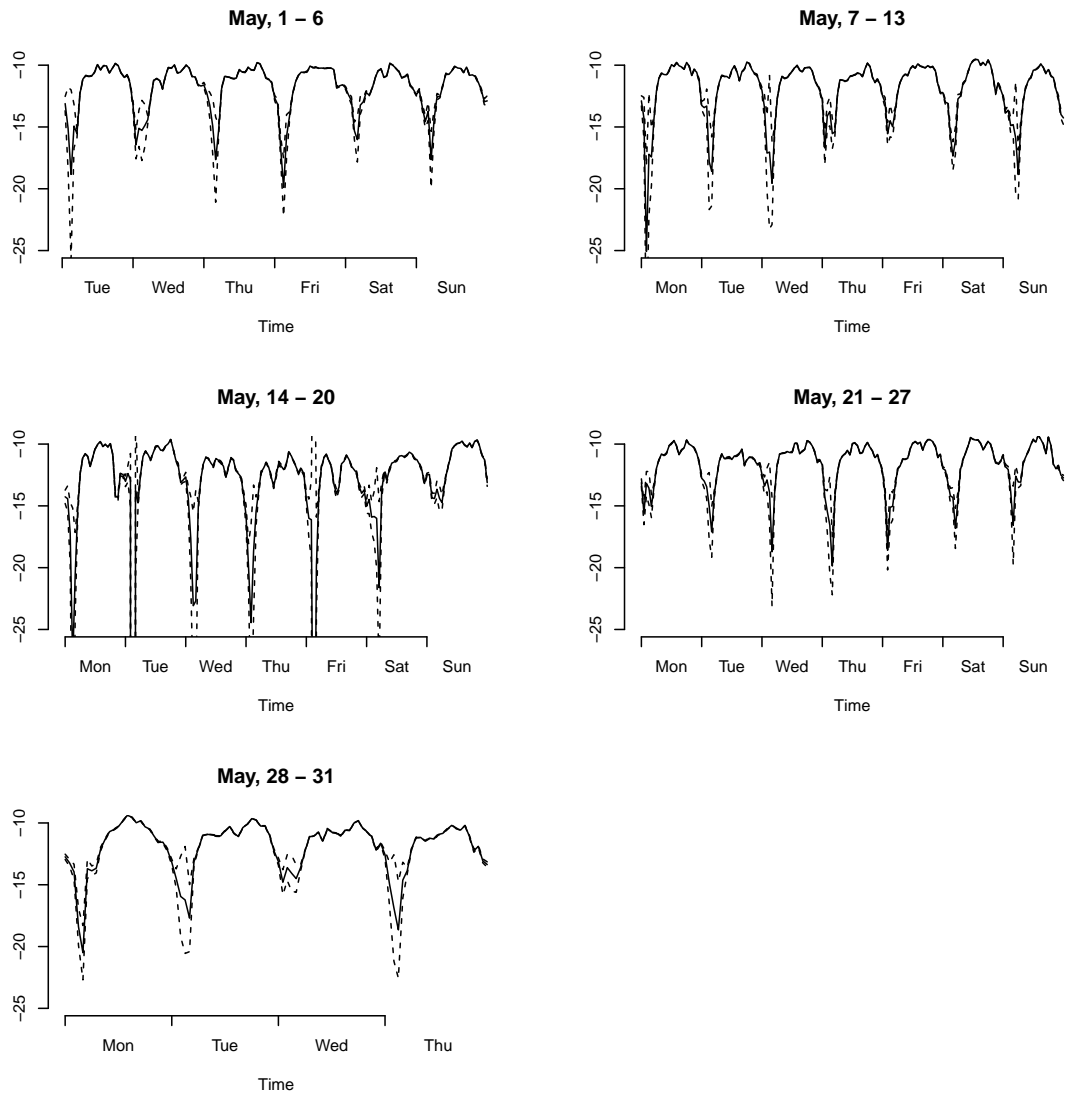 May, 1 – 6
−10
−15
−20
−25
Tue Wed Thu Fri Sat Sun
Time
May, 7 – 13
−10
−15
−20
−25
Mon Tue Wed Thu Fri Sat Sun
Time
May, 14 – 20
−10
−15
−20
−25
Mon Tue Wed Thu Fri Sat Sun
Time
May, 21 – 27
−10
−15
−20
−25
Mon Tue Wed Thu Fri Sat Sun
Time
May, 28 – 31
−10
−15
−20
−25
Mon Tue Wed Thu
Time